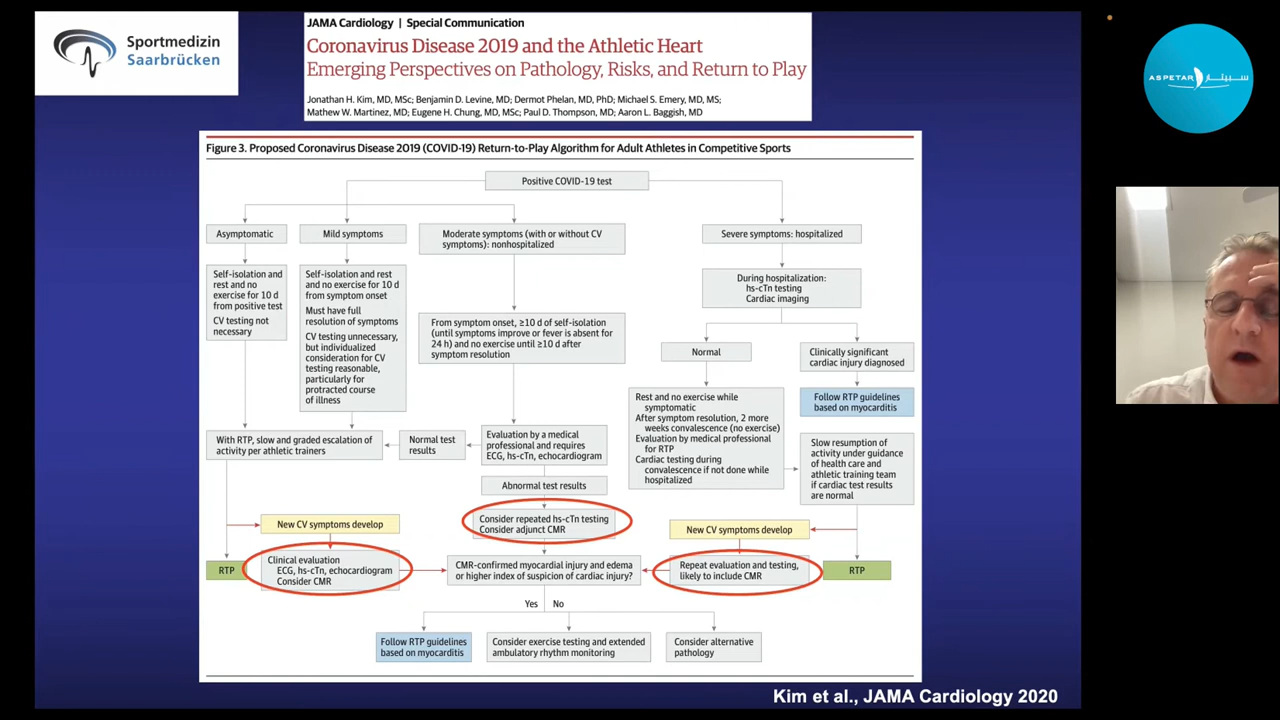 Sportmedizin
Saarbrücken
JAMA Cardiology | Special Communication
Coronavirus Disease 2019 and the Athletic Heart
Emerging Perspectives on Pathology, Risks, and Return to Play
Jonathan H. Kim, MD, MSc; Benjamin D. Levine, MD; Dermot Phelan, MD, PhD; Michael S. Emery, MD, MS;
Mathew W. Martinez, MD; Eugene H. Chung, MD, MSc; Paul D. Thompson, MD; Aaron L. Baggish, MD
ASPETAR سبيتار
Figure 3. Proposed Coronavirus Disease 2019 (COVID-19) Return-to-Play Algorithm for Adult Athletes in Competitive Sports
Positive COVID-19 test
Asymptomatic
Mild symptoms
Moderate symptoms (with or without CV
symptoms): nonhospitalized
Severe symptoms: hospitalized
Self-isolation and
rest and no
exercise for 10 d
from positive test
CV testing not
necessary
Self-isolation and rest
and no exercise for 10 d
from symptom onset
Must have full
resolution of symptoms
CV testing unnecessary,
but individualized
consideration for CV
testing reasonable,
particularly for
protracted course
of illness
From symptom onset, ≥10 d of self-isolation
(until symptoms improve or fever is absent for
24 h) and no exercise until ≥10 d after
symptom resolution
During hospitalization:
hs-cTn testing
Cardiac imaging
Normal
Clinically significant
cardiac injury diagnosed
Follow RTP guidelines
based on myocarditis
Rest and no exercise while
symptomatic
After symptom resolution, 2 more
weeks convalescence (no exercise)
Evaluation by medical professional
for RTP
Cardiac testing during
convalescence if not done while
hospitalized
Slow resumption of
activity under guidance
of health care and
athletic training team
if cardiac test results
are normal
With RTP, slow and graded escalation of
activity per athletic trainers
Normal test
results
Evaluation by a medical
professional and requires
ECG, hs-cTn, echocardiogram
Abnormal test results
Consider repeated hs-cTn testing
Consider adjunct CMR
New CV symptoms develop
New CV symptoms develop
RTP
Clinical evaluation
ECG, hs-cTn, echocardiogram
Consider CMR
CMR-confirmed myocardial injury and edema
or higher index of suspicion of cardiac injury?
Repeat evaluation and testing,
likely to include CMR
RTP
Yes
No
Follow RTP guidelines
based on myocarditis
Consider exercise testing and extended
ambulatory rhythm monitoring
Consider alternative
pathology
Kim et al., JAMA Cardiology 2020